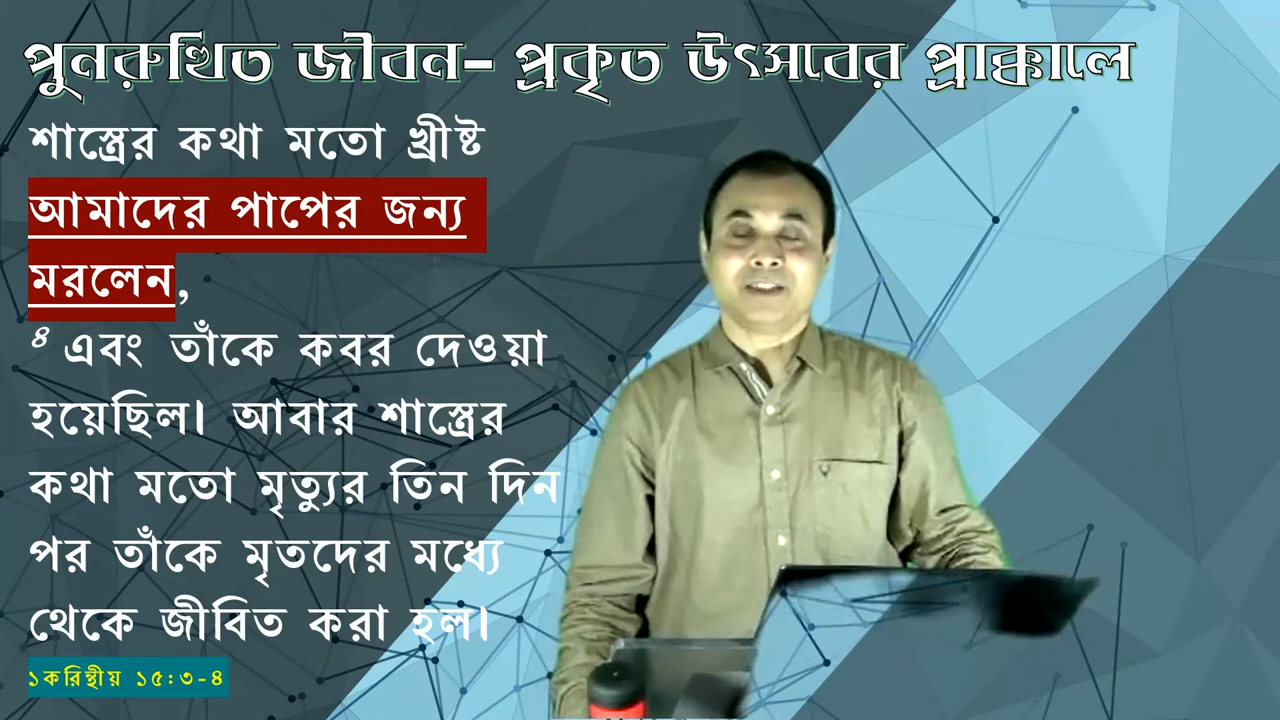 পুনরুত্থিত জীবন- প্রকৃত উৎসবের প্রাক্কালে
শাস্ত্রের কথা মতো খ্রীষ্ট
আমাদের পাপের জন্য
মরলেন,
⁴ এবং তাঁকে কবর দেওয়া
হয়েছিল। আবার শাস্ত্রের
কথা মতো মৃত্যুর তিন দিন
পর তাঁকে মৃতদের মধ্যে
থেকে জীবিত করা হল।
১করিন্থীয় ১৫:৩-৪